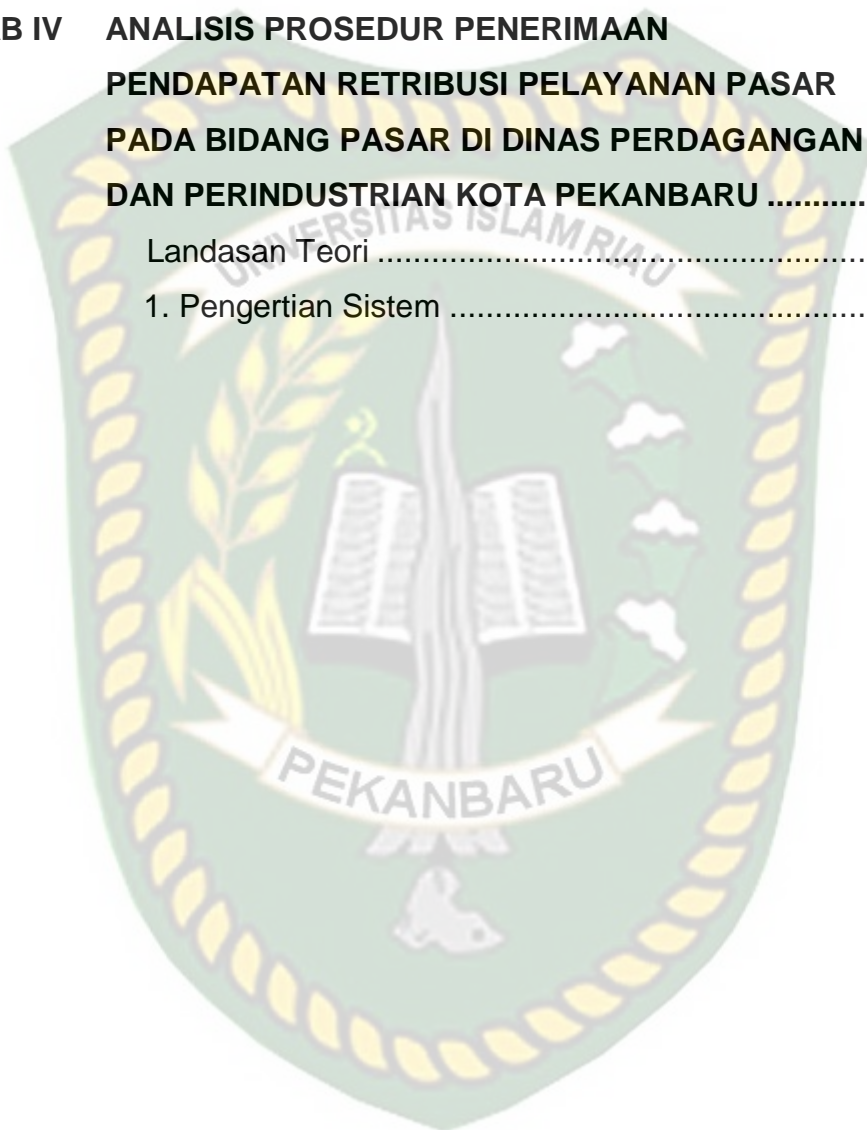 AB IV ANALISIS PROSEDUR PENERIMAAN
PENDAPATAN RETRIBUSI PELAYANAN PASAR
PADA BIDANG PASAR DI DINAS PERDAGANGAN
DAN PERINDUSTRIAN KOTA PEKANBARU ...........
UNIVERSITAS ISLAM RIAU
Landasan Teori ......................................................
1. Pengertian Sistem ..............................................
PEKANBARU